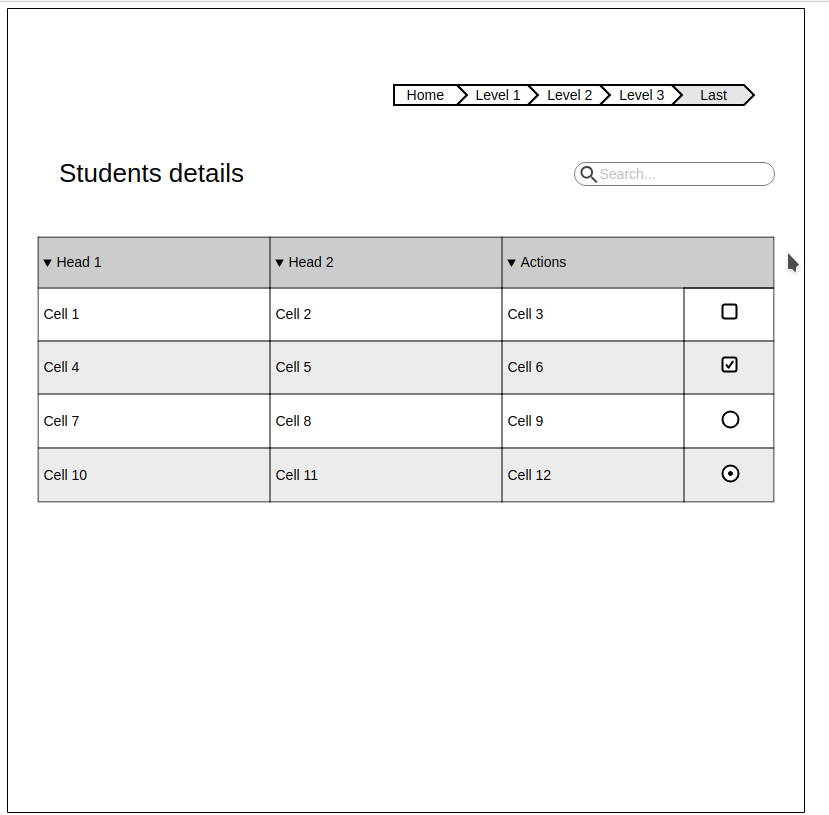 Home Level 1 Level 2 Level 3 Last
Students details Search...
Head 1 Head 2 Actions
Cell 1 Cell 2 Cell 3
Cell 4 Cell 5 Cell 6
Cell 7 Cell 8 Cell 9
Cell 10 Cell 11 Cell 12